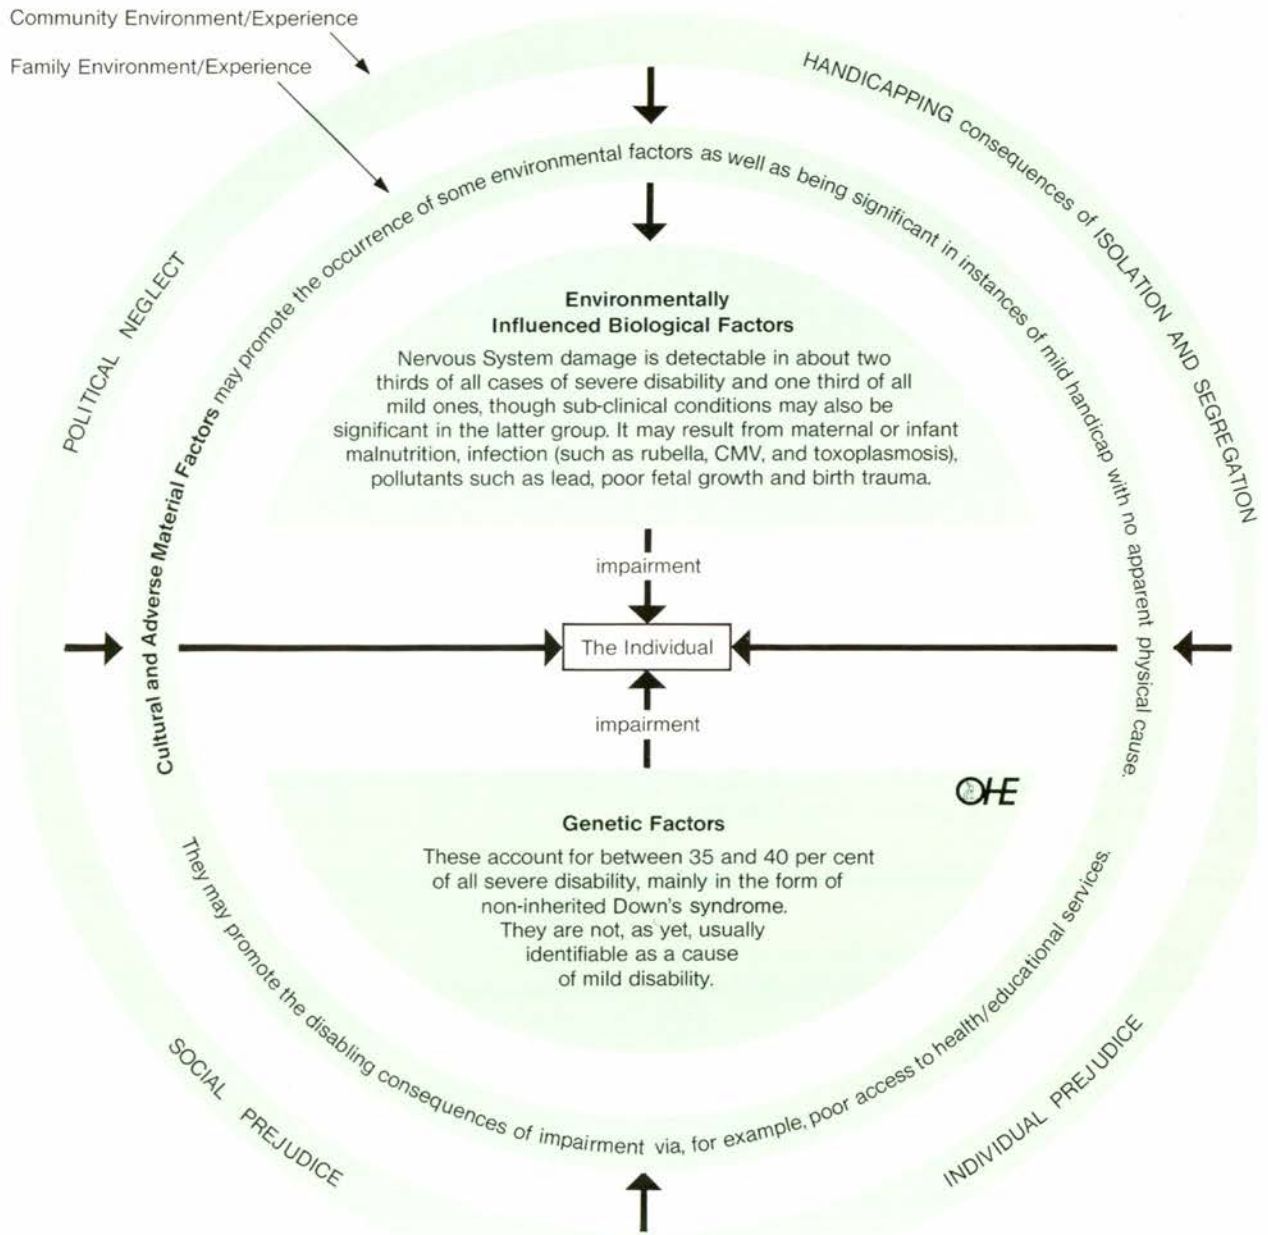 Community Environment/Experience
Family Environment/Experience
HANDICAPPING consequences of ISOLATION AND SEGREGATION
POLITICAL NEGLECT
Cultural and Adverse Material Factors may promote the occurrence of some environmental factors as well as being significant in instances of mild handicap with no apparent physical cause.
Environmentally
Influenced Biological Factors
Nervous System damage is detectable in about two
thirds of all cases of severe disability and one third of all
mild ones, though sub-clinical conditions may also be
significant in the latter group. It may result from maternal or infant
malnutrition, infection (such as rubella, CMV, and toxoplasmosis),
pollutants such as lead, poor fetal growth and birth trauma.
impairment
The Individual
impairment
OHE
Genetic Factors
These account for between 35 and 40 per cent
of all severe disability, mainly in the form of
non-inherited Down's syndrome.
They are not, as yet, usually
identifiable as a cause
of mild disability.
They may promote the disabling consequences of impairment via, for example, poor access to health/educational services.
SOCIAL PREJUDICE
INDIVIDUAL PREJUDICE